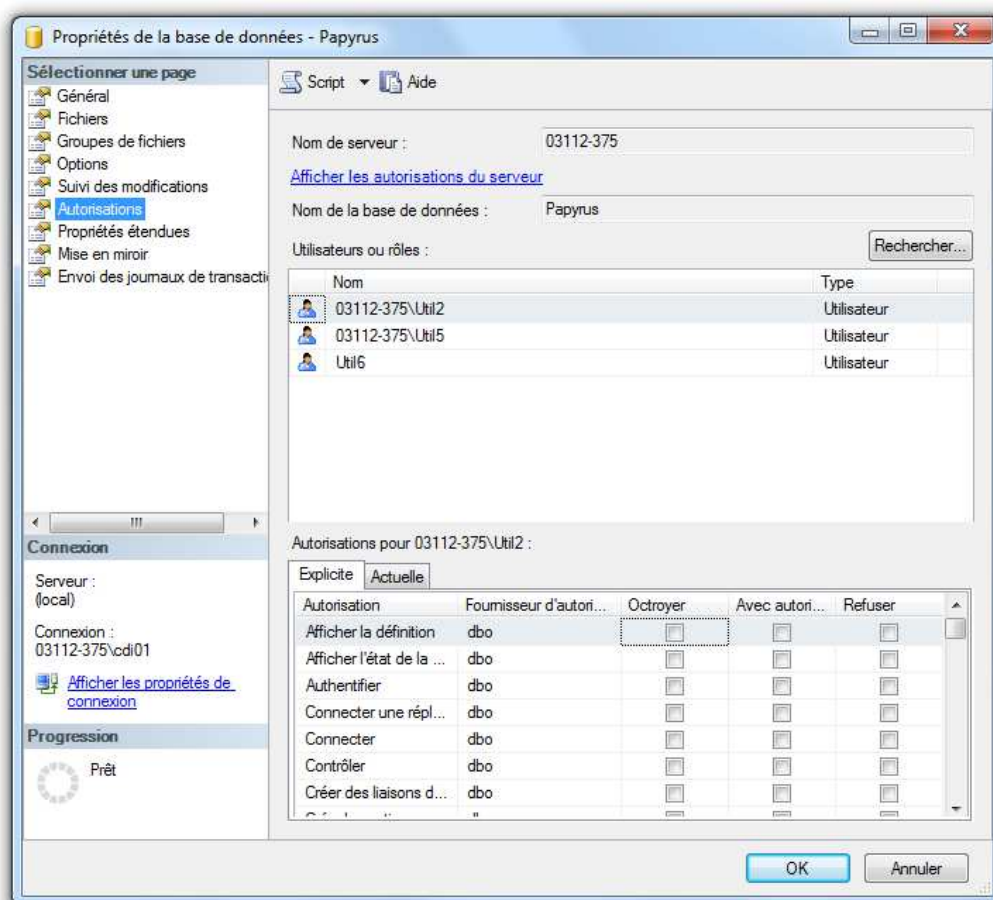 Propriétés de la base de données - Papyrus
Sélectionner une page
Général
Fichiers
Groupes de fichiers
Options
Suivi des modifications
Autorisations
Propriétés étendues
Mise en miroir
Envoi des journaux de transacti
Connexion
Serveur :
(local)
Connexion :
03112-375\cdi01
Afficher les propriétés de
connexion
Progression
Prêt
Script Aide
Nom de serveur : 03112-375
Afficher les autorisations du serveur
Nom de la base de données : Papyrus
Utilisateurs ou rôles : Rechercher...
Nom Type
03112-375\Util2 Utilisateur
03112-375\Util5 Utilisateur
Util6 Utilisateur
Autorisations pour 03112-375\Util2 :
Explicite Actuelle
Autorisation Fournisseur d'autori... Octroyer Avec autori... Refuser
Afficher la définition dbo
Afficher l'état de la ... dbo
Authentifier dbo
Connecter une répl... dbo
Connecter dbo
Contrôler dbo
Créer des liaisons d... dbo
OK Annuler